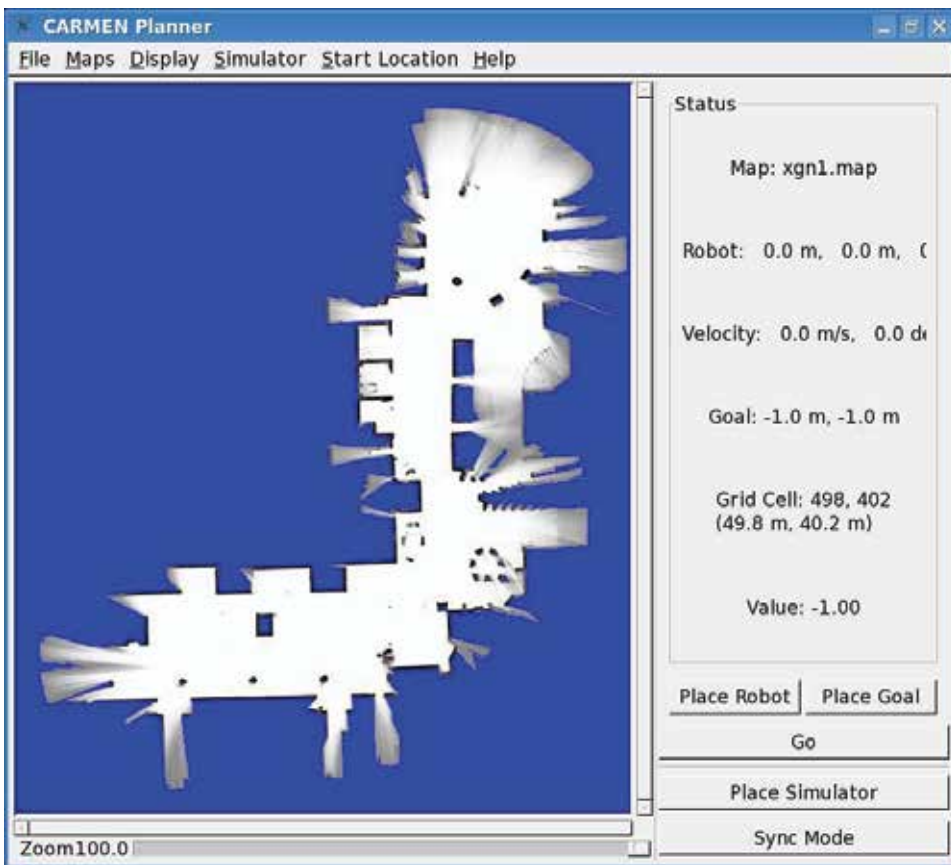 CARMEN Planner
File Maps Display Simulator Start Location Help
Status
Map: xgn1.map
Robot: 0.0 m, 0.0 m,
Velocity: 0.0 m/s, 0.0
Goal: -1.0 m, -1.0 m
Grid Cell: 498, 402
(49.8 m, 40.2 m)
Value: -1.00
Place Robot Place Goal
Go
Place Simulator
Sync Mode
Zoom100.0